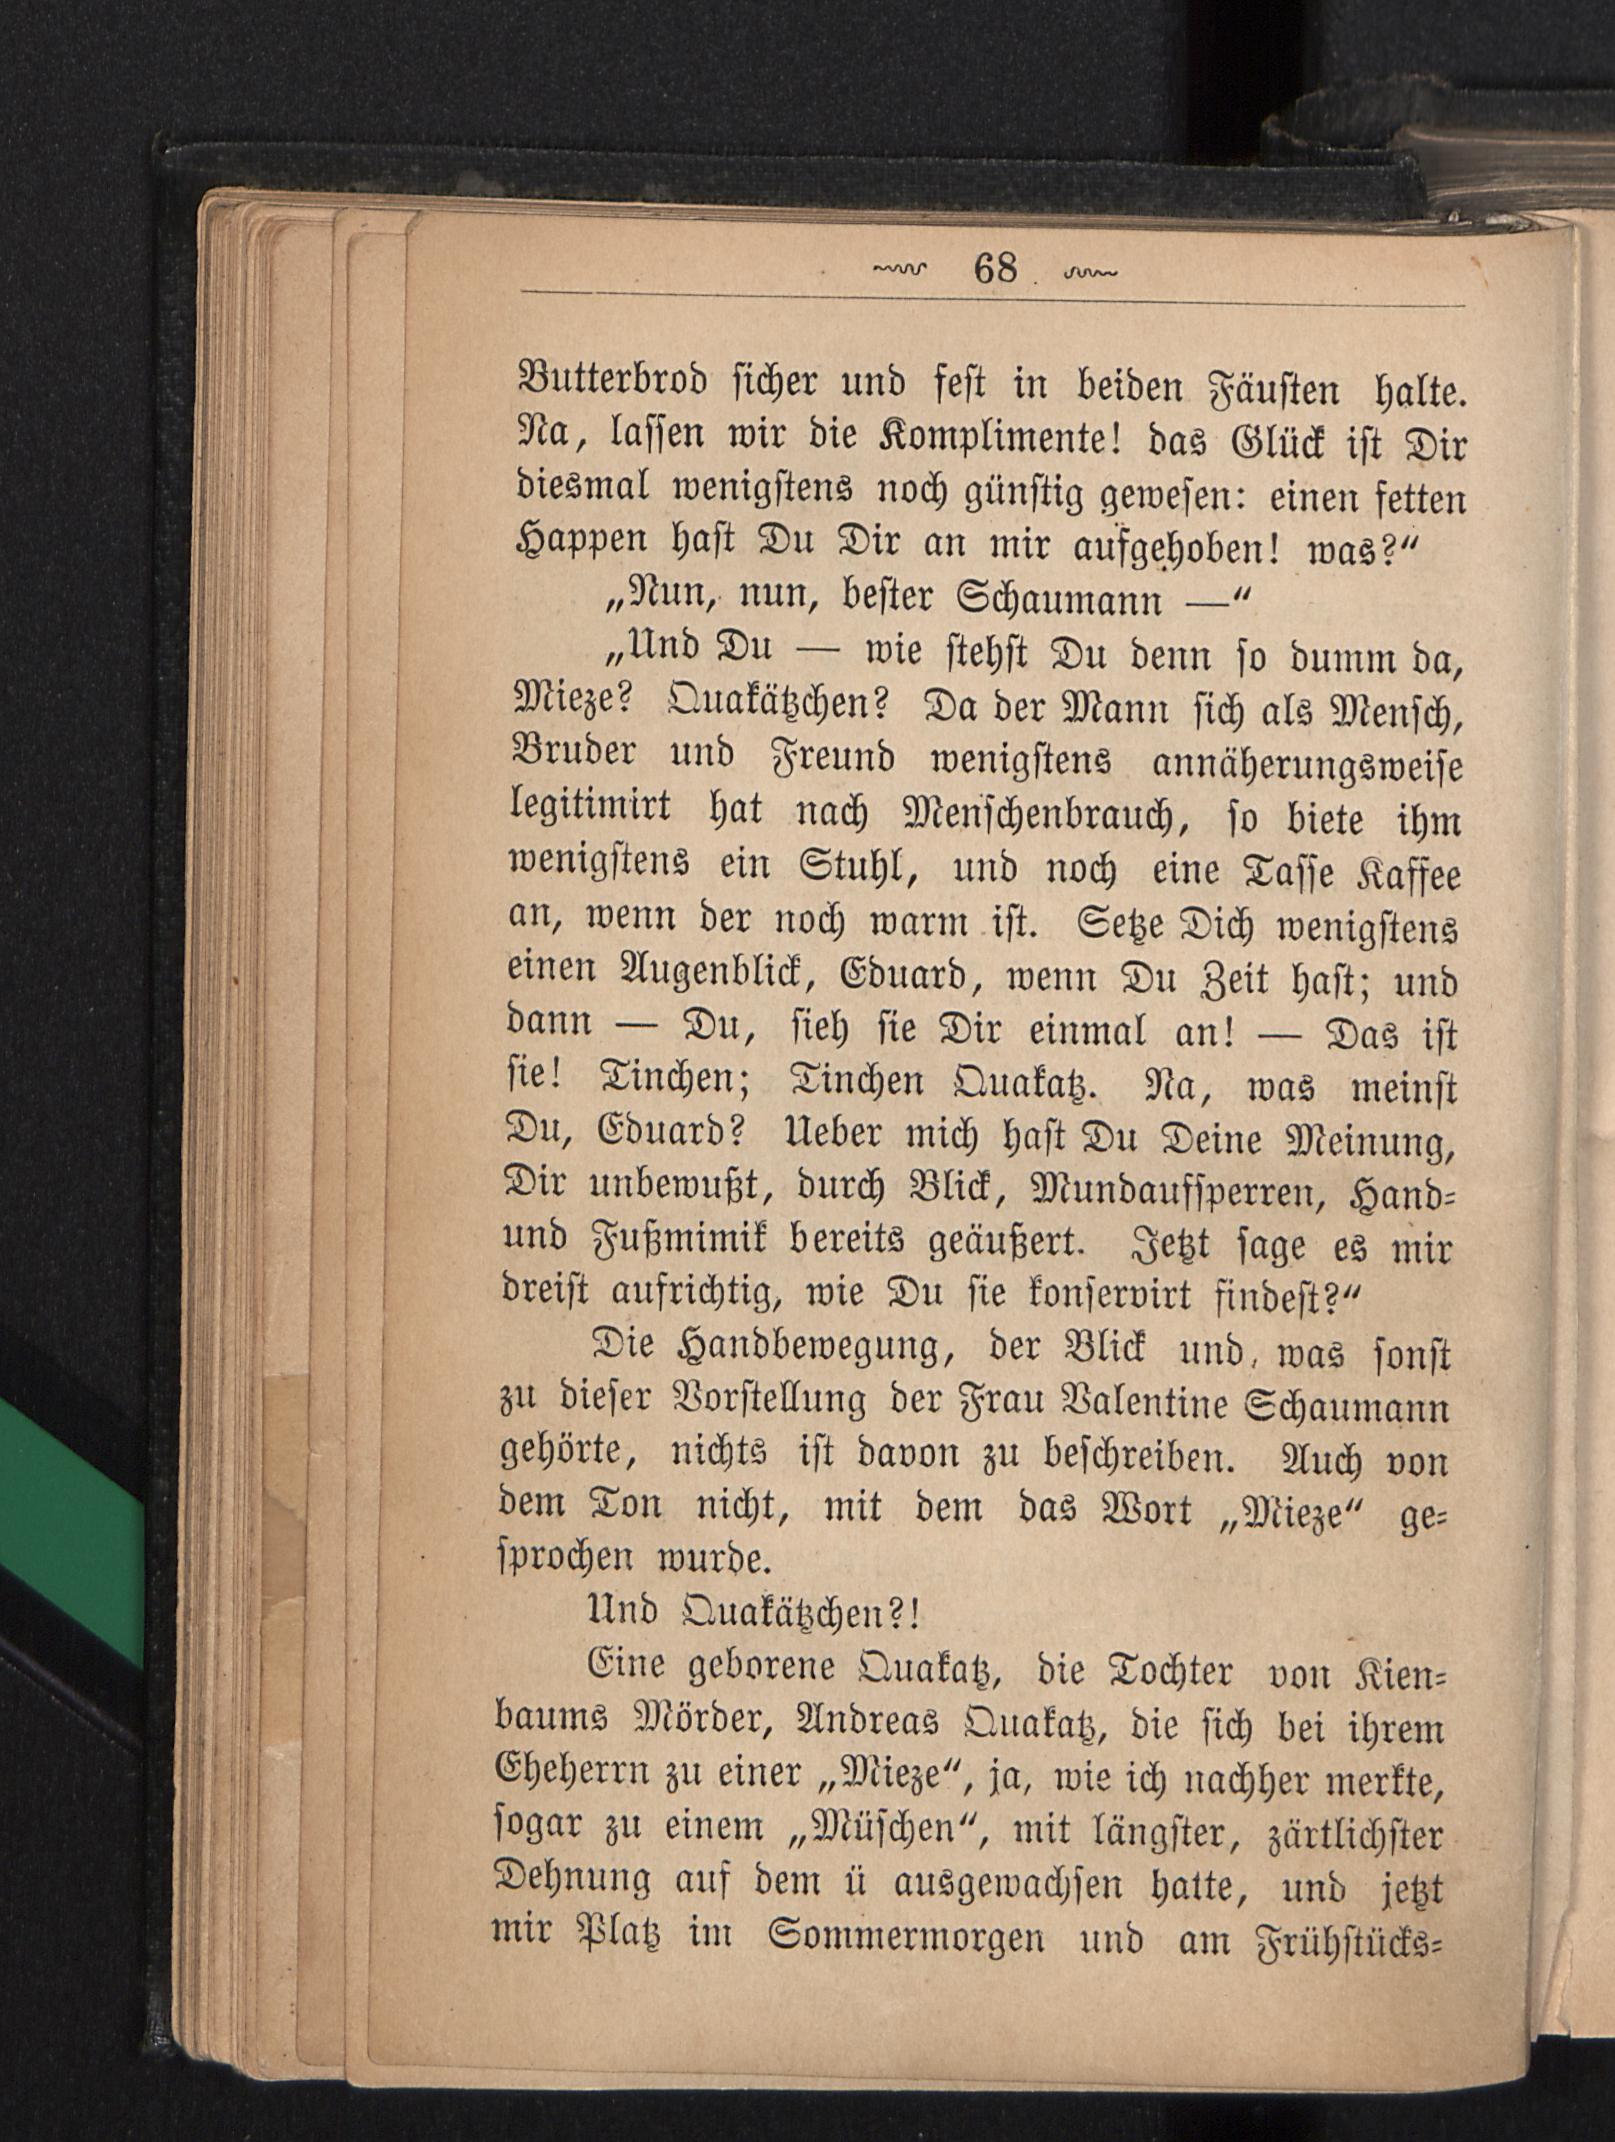 68
Butterbrod sicher und fest in beiden Fäusten halte.
Na, lassen wir die Komplimente! das Glück ist Dir
diesmal wenigstens noch günstig gewesen: einen fetten
Happen hast Du Dir an mir aufgehoben! was?“
„Nun, nun, bester Schaumann —“
„Und Du — wie stehst Du denn so dumm da,
Mieze? Quakätzchen? Da der Mann sich als Mensch,
Bruder und Freund wenigstens annäherungsweise
legitimirt hat nach Menschenbrauch, so biete ihm
wenigstens ein Stuhl, und noch eine Tasse Kaffee
an, wenn der noch warm ist. Setze Dich wenigstens
einen Augenblick, Eduard, wenn Du Zeit hast; und
dann — Du, sieh sie Dir einmal an! — Das ist
sie! Tinchen; Tinchen Quakatz. Na, was meinst
Du, Eduard? Ueber mich hast Du Deine Meinung,
Dir unbewußt, durch Blick, Mundaufsperren, Hand-
und Fußmimik bereits geäußert. Jetzt sage es mir
dreist aufrichtig, wie Du sie konservirt findest?“
Die Handbewegung, der Blick und, was sonst
zu dieser Vorstellung der Frau Valentine Schaumann
gehörte, nichts ist davon zu beschreiben. Auch von
dem Ton nicht, mit dem das Wort „Mieze“ ge-
sprochen wurde.
Und Quakätzchen?!
Eine geborene Quakatz, die Tochter von Kien-
baums Mörder, Andreas Quakatz, die sich bei ihrem
Eheherrn zu einer „Mieze“, ja, wie ich nachher merkte,
sogar zu einem „Müschen“, mit längster, zärtlichster
Dehnung auf dem ü ausgewachsen hatte, und jetzt
mir Platz im Sommermorgen und am Frühstücks-